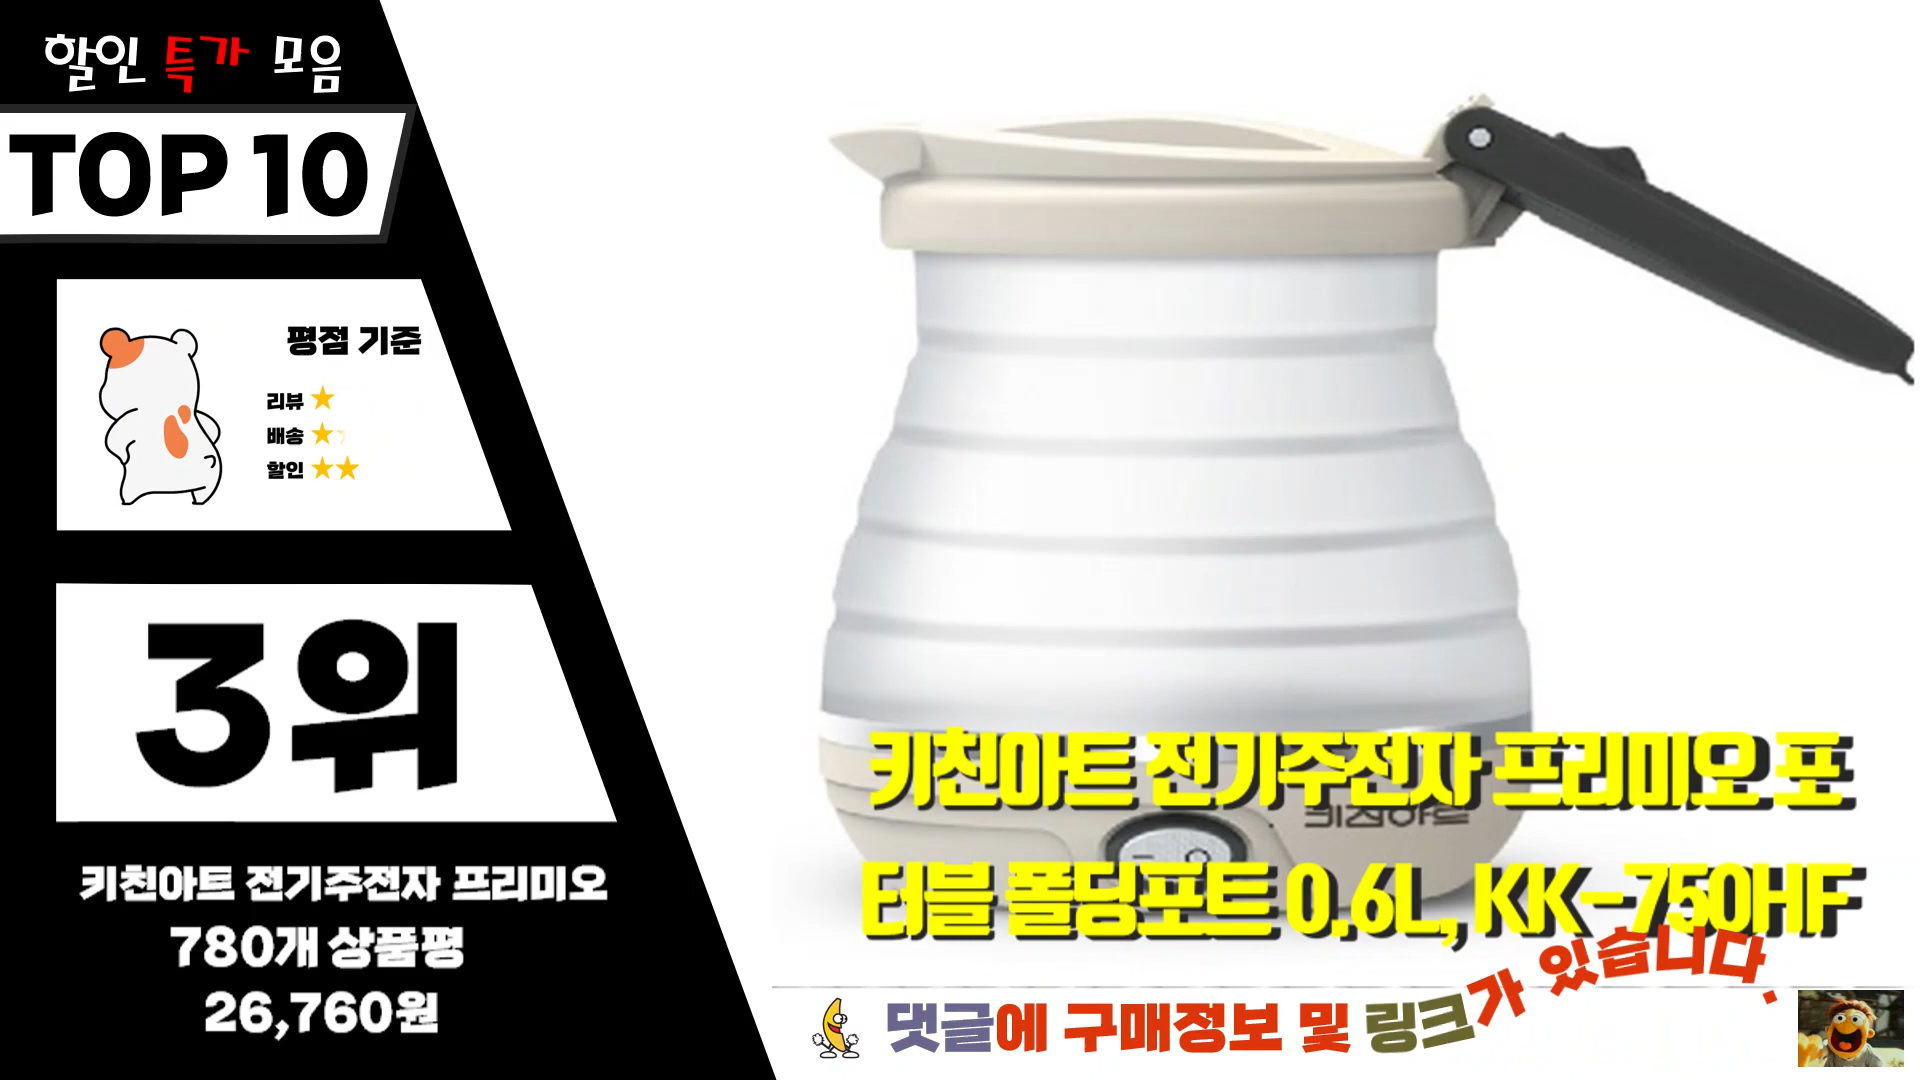 할인 특가 모음
TOP 10
평점 기준
리뷰
배송
할인
3위
키친아트 전기주전자 프리미오
780개 상품평
26,760원
키친아트
키친아트 전기주전자 프리미오 포
터블 폴딩포트 0.6L, KK-750HF
댓글에 구매정보 및 링크가 있습니다.